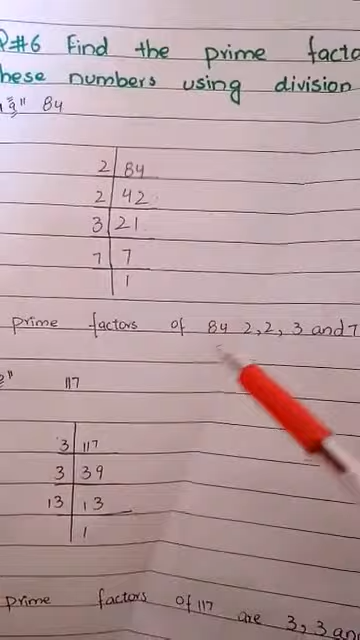 Q#6 Find the prime facto
hese numbers using division
84
2 84
2 42
3 21
7 7
1
prime factors of 84 2,2, 3 and 7
117
3 117
3 39
13 13
1
prime factors of 117 are 3, 3 an